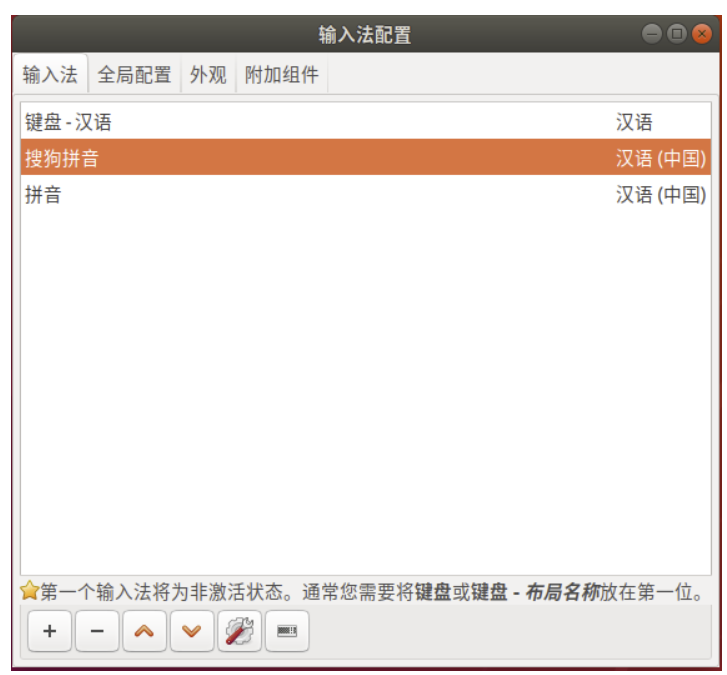 输入法配置
输入法 全局配置 外观 附加组件
键盘 - 汉语 汉语
搜狗拼音 汉语 (中国)
拼音 汉语 (中国)
第一个输入法将为非激活状态。通常您需要将键盘或键盘 - 布局名称放在第一位。